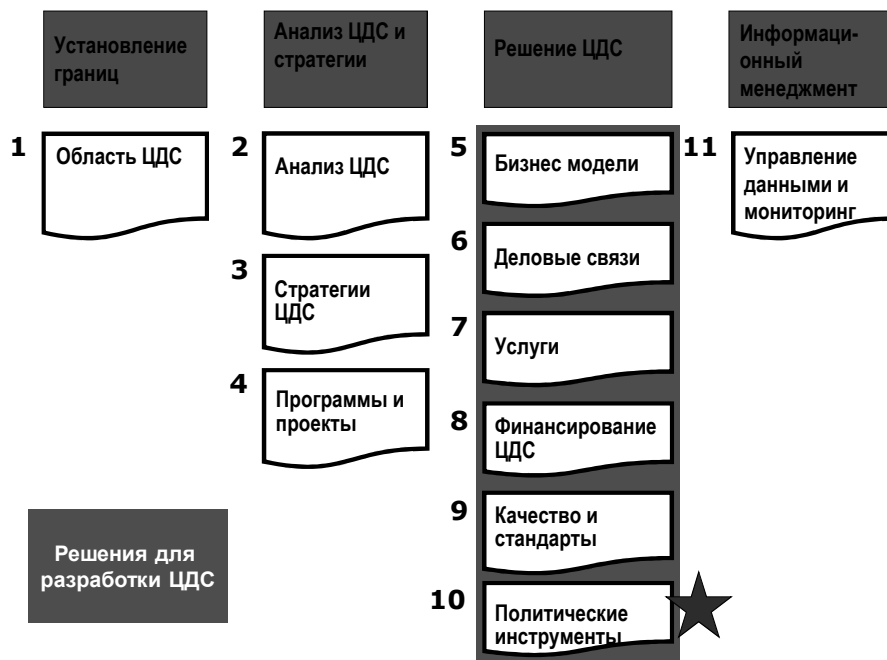 Установление
границ
Анализ ЦДС и
стратегии
Решение ЦДС
Информаци-
онный
менеджмент
1
Область ЦДС
2
Анализ ЦДС
3
Стратегии
ЦДС
4
Программы и
проекты
5
Бизнес модели
6
Деловые связи
7
Услуги
8
Финансирование
ЦДС
9
Качество и
стандарты
10
Политические
инструменты
11
Управление
данными и
мониторинг
Решения для
разработки ЦДС